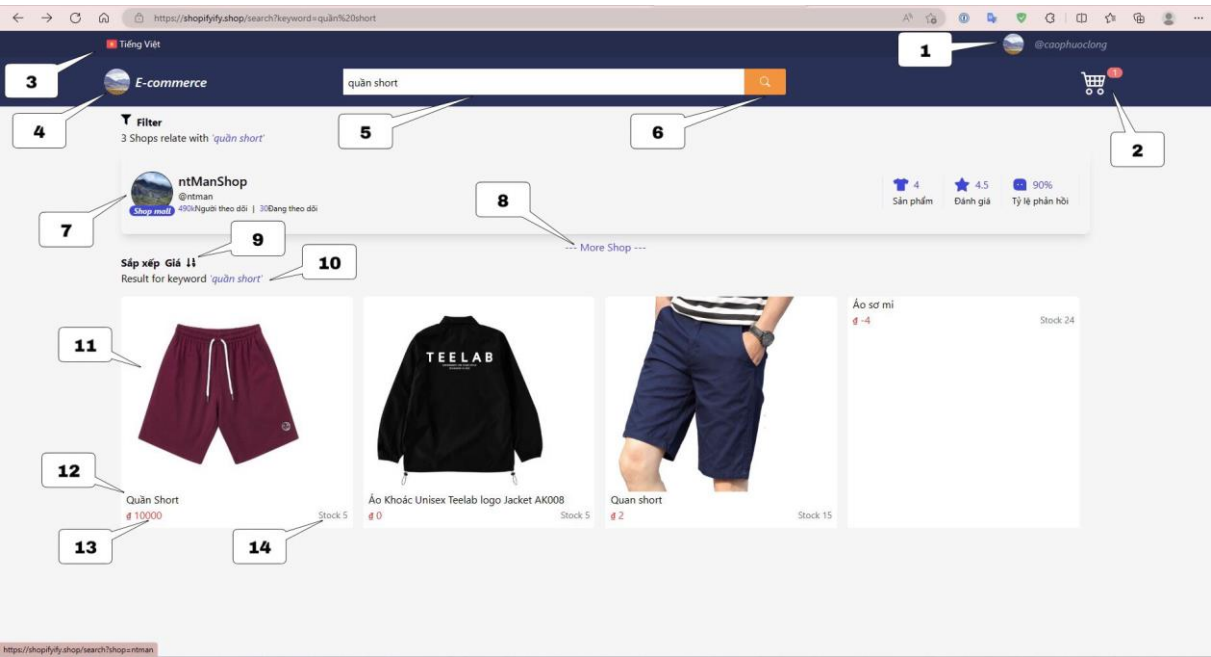 https://shopifyify.shop/search?keyword=quần%20short
Tiếng Việt
1
@caophuoclong
3
E-commerce
quần short
1
4
5
6
2
Filter
3 Shops relate with 'quần short'
ntManShop
@ntman
Shop mall
490kNgười theo dõi | 30Đang theo dõi
4
Sản phẩm
4.5
Đánh giá
90%
Tỷ lệ phản hồi
7
8
--- More Shop ---
9
10
Sắp xếp Giá
Result for keyword 'quần short'
11
TEELAB
12
Quần Short
₫ 10000
Stock 5
13
14
Áo Khoác Unisex Teelab logo Jacket AK008
₫ 0
Stock 5
Quan short
₫ 2
Stock 15
Áo sơ mi
₫ -4
Stock 24
https://shopifyify.shop/search?shop=ntman